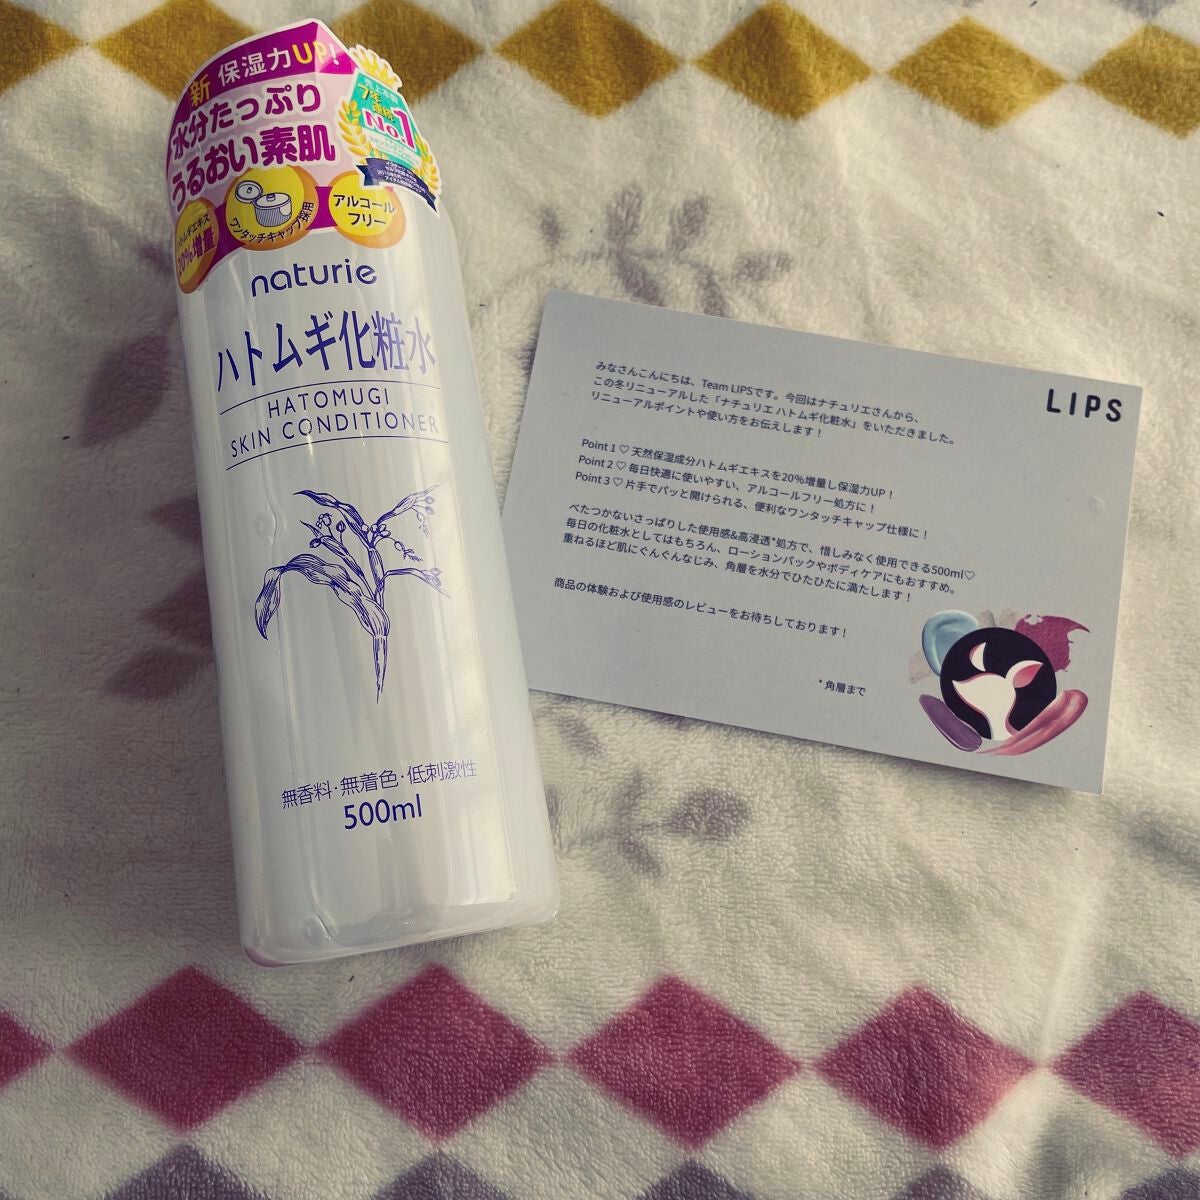 新 保湿力UP!
水分たっぷり
うるおい素肌
7年連続
No.1
ハトムギエキス
20%増量
ワンタッチキャップ採用
アルコール
フリー
naturie
ハトムギ化粧水
HATOMUGI
SKIN CONDITIONER
無香料・無着色・低刺激性
500ml
LIPS
みなさんこんにちは、Team LIPSです。今回はナチュリエさんから、
この冬リニューアルした「ナチュリエ ハトムギ化粧水」をいただきました。
リニューアルポイントや使い方をお伝えします！
Point 1 ♡ 天然保湿成分ハトムギエキスを20%増量し保湿力UP！
Point 2 ♡ 毎日快適に使いやすい、アルコールフリー処方に！
Point 3 ♡ 片手でパッと開けられる、便利なワンタッチキャップ仕様に！
べたつかないさっぱりした使用感&高浸透*処方で、惜しみなく使用できる500ml♡
毎日の化粧水としてはもちろん、ローションパックやボディケアにもおすすめ。
重ねるほど肌にぐんぐんなじみ、角層を水分でひたひたに満たします！
商品の体験および使用感のレビューをお待ちしております！
* 角層まで